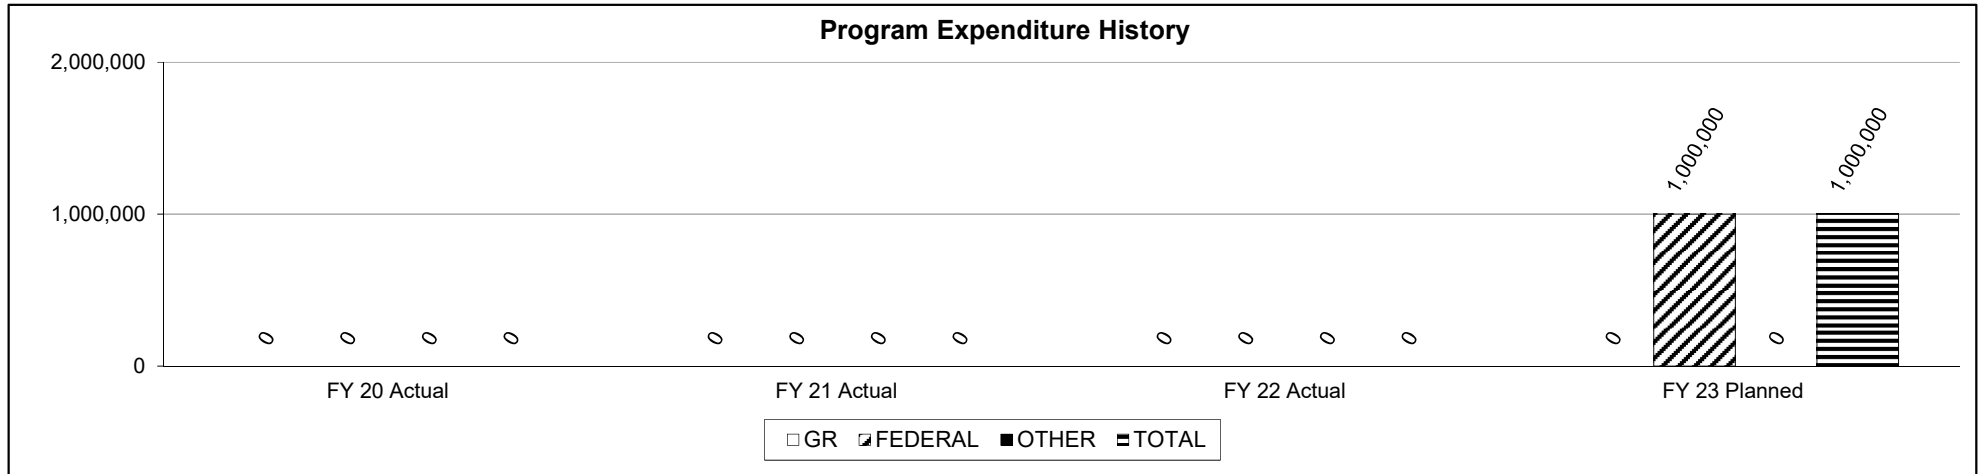 Program Expenditure History
2,000,000
1,000,000
0
1,000,000
1,000,000
0 0 0 0 0 0 0 0 0 0 0 0 0 0
FY 20 Actual FY 21 Actual FY 22 Actual FY 23 Planned
GR FEDERAL OTHER TOTAL